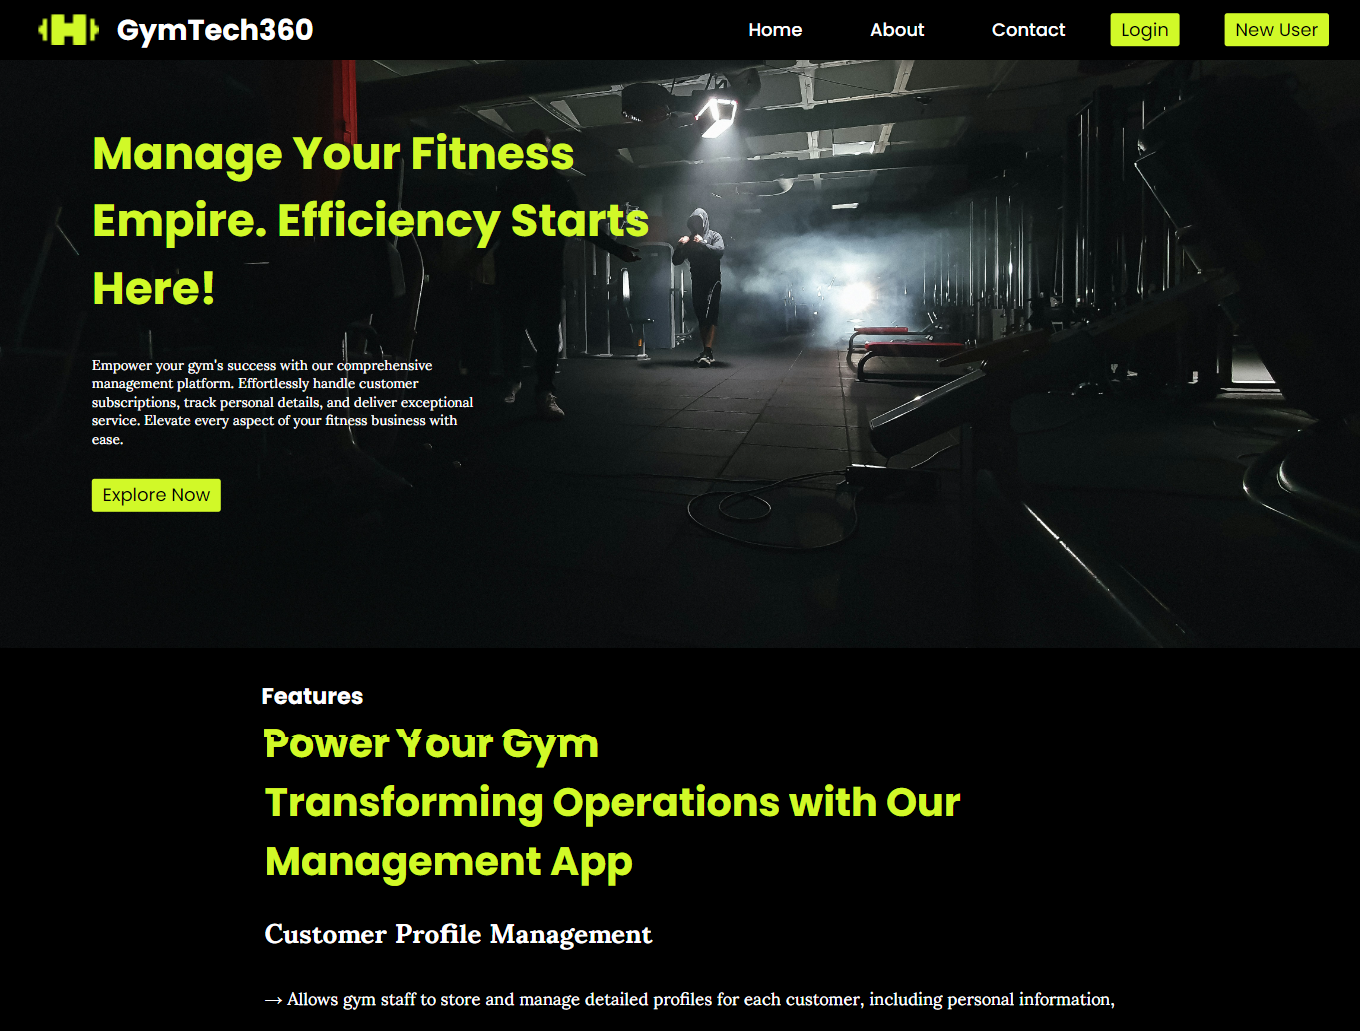 GymTech360
Home
About
Contact
Login
New User
Manage Your Fitness
Empire. Efficiency Starts
Here!
Empower your gym's success with our comprehensive
management platform. Effortlessly handle customer
subscriptions, track personal details, and deliver exceptional
service. Elevate every aspect of your fitness business with
ease.
Explore Now
Features
Power Your Gym
Transforming Operations with Our
Management App
Customer Profile Management
→ Allows gym staff to store and manage detailed profiles for each customer, including personal information,